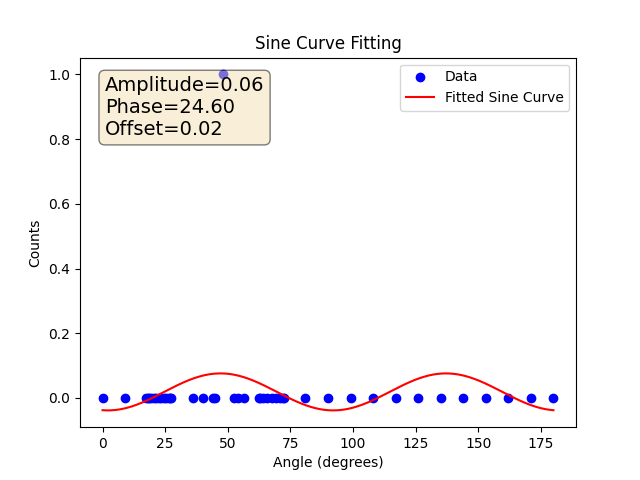 Sine Curve Fitting
Amplitude=0.06
Phase=24.60
Offset=0.02
Data
Fitted Sine Curve
1.0
0.8
0.6
0.4
0.2
0.0
Counts
0 25 50 75 100 125 150 175
Angle (degrees)